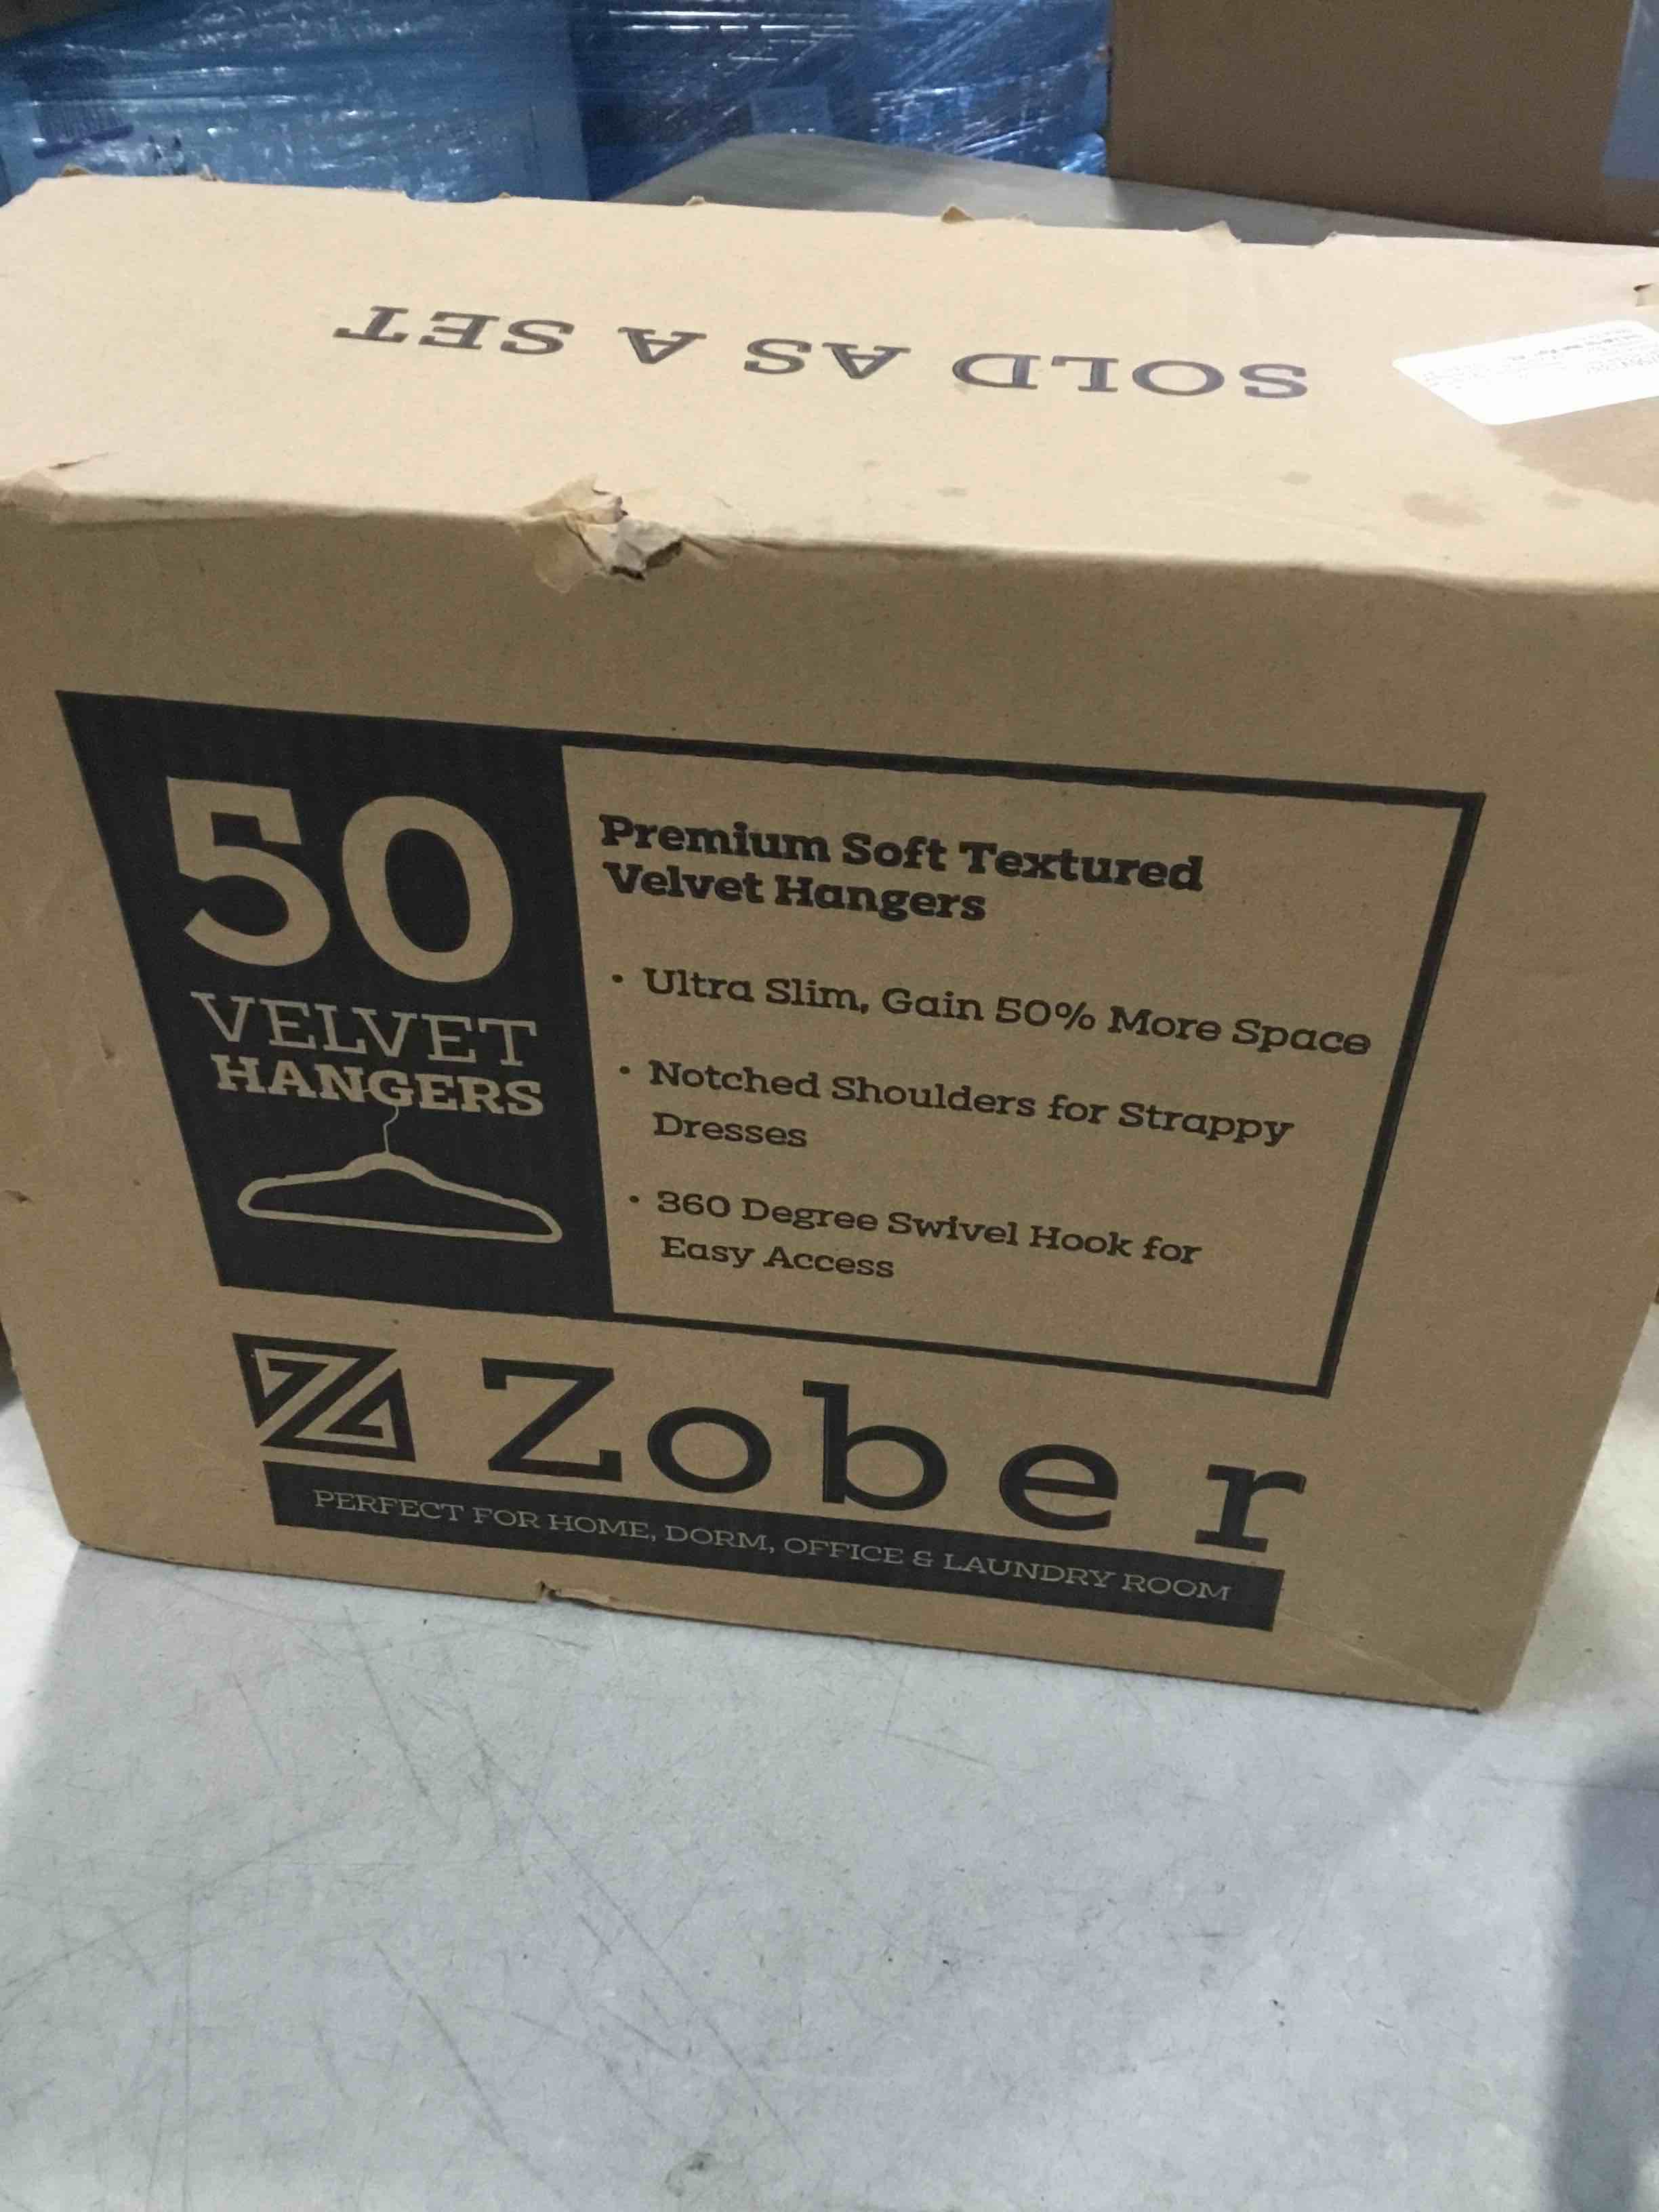 SOLD AS A SET
50
VELVET
HANGERS
Premium Soft Textured
Velvet Hangers
• Ultra Slim, Gain 50% More Space
• Notched Shoulders for Strappy
Dresses
• 360 Degree Swivel Hook for
Easy Access
Zober
PERFECT FOR HOME, DORM, OFFICE & LAUNDRY ROOM